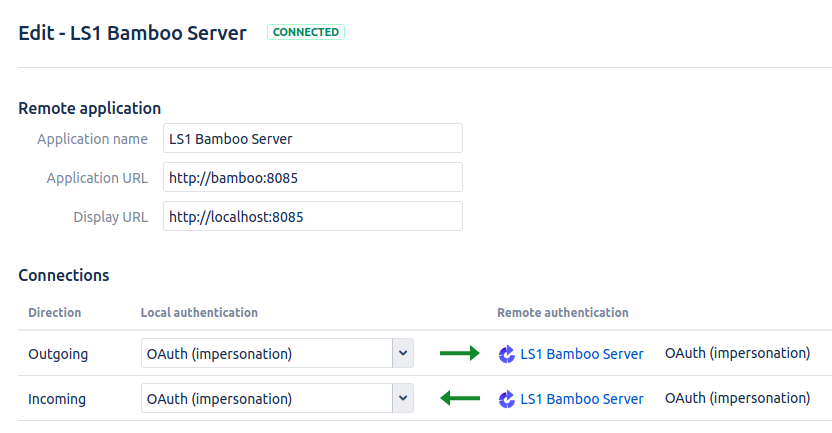 Edit - LS1 Bamboo Server CONNECTED
Remote application
Application name LS1 Bamboo Server
Application URL http://bamboo:8085
Display URL http://localhost:8085
Connections
Direction Local authentication Remote authentication
Outgoing OAuth (impersonation) LS1 Bamboo Server OAuth (impersonation)
Incoming OAuth (impersonation) LS1 Bamboo Server OAuth (impersonation)